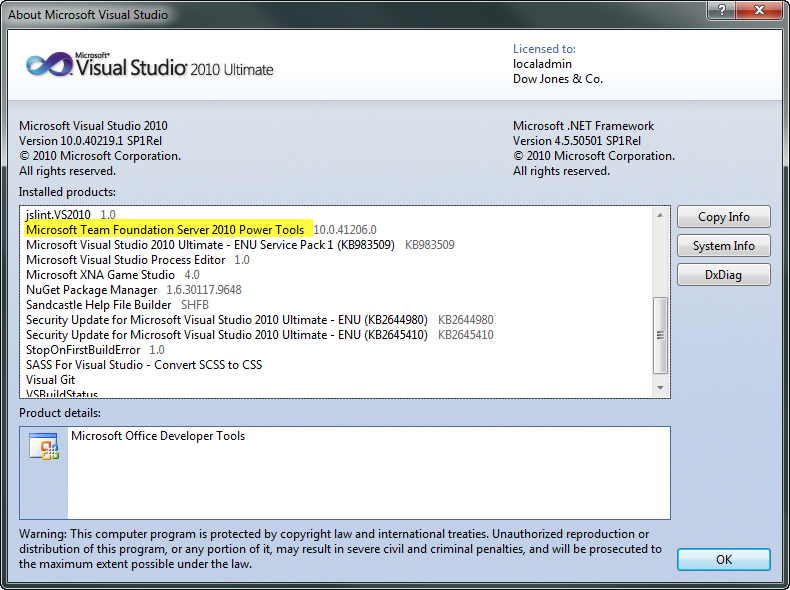 About Microsoft Visual Studio
?
Microsoft®
Visual Studio® 2010 Ultimate
Licensed to:
localadmin
Dow Jones & Co.
Microsoft Visual Studio 2010
Version 10.0.40219.1 SP1Rel
© 2010 Microsoft Corporation.
All rights reserved.
Microsoft .NET Framework
Version 4.5.50501 SP1Rel
© 2010 Microsoft Corporation.
All rights reserved.
Installed products:
jslint.VS2010 1.0
Microsoft Team Foundation Server 2010 Power Tools 10.0.41206.0
Microsoft Visual Studio 2010 Ultimate - ENU Service Pack 1 (KB983509) KB983509
Microsoft Visual Studio Process Editor 1.0
Microsoft XNA Game Studio 4.0
NuGet Package Manager 1.6.30117.9648
Sandcastle Help File Builder SHFB
Security Update for Microsoft Visual Studio 2010 Ultimate - ENU (KB2644980) KB2644980
Security Update for Microsoft Visual Studio 2010 Ultimate - ENU (KB2645410) KB2645410
StopOnFirstBuildError 1.0
SASS For Visual Studio - Convert SCSS to CSS
Visual Git
VSBuildStatus
Copy Info
System Info
DxDiag
Product details:
Microsoft Office Developer Tools
Warning: This computer program is protected by copyright law and international treaties. Unauthorized reproduction or
distribution of this program, or any portion of it, may result in severe civil and criminal penalties, and will be prosecuted to
the maximum extent possible under the law.
OK